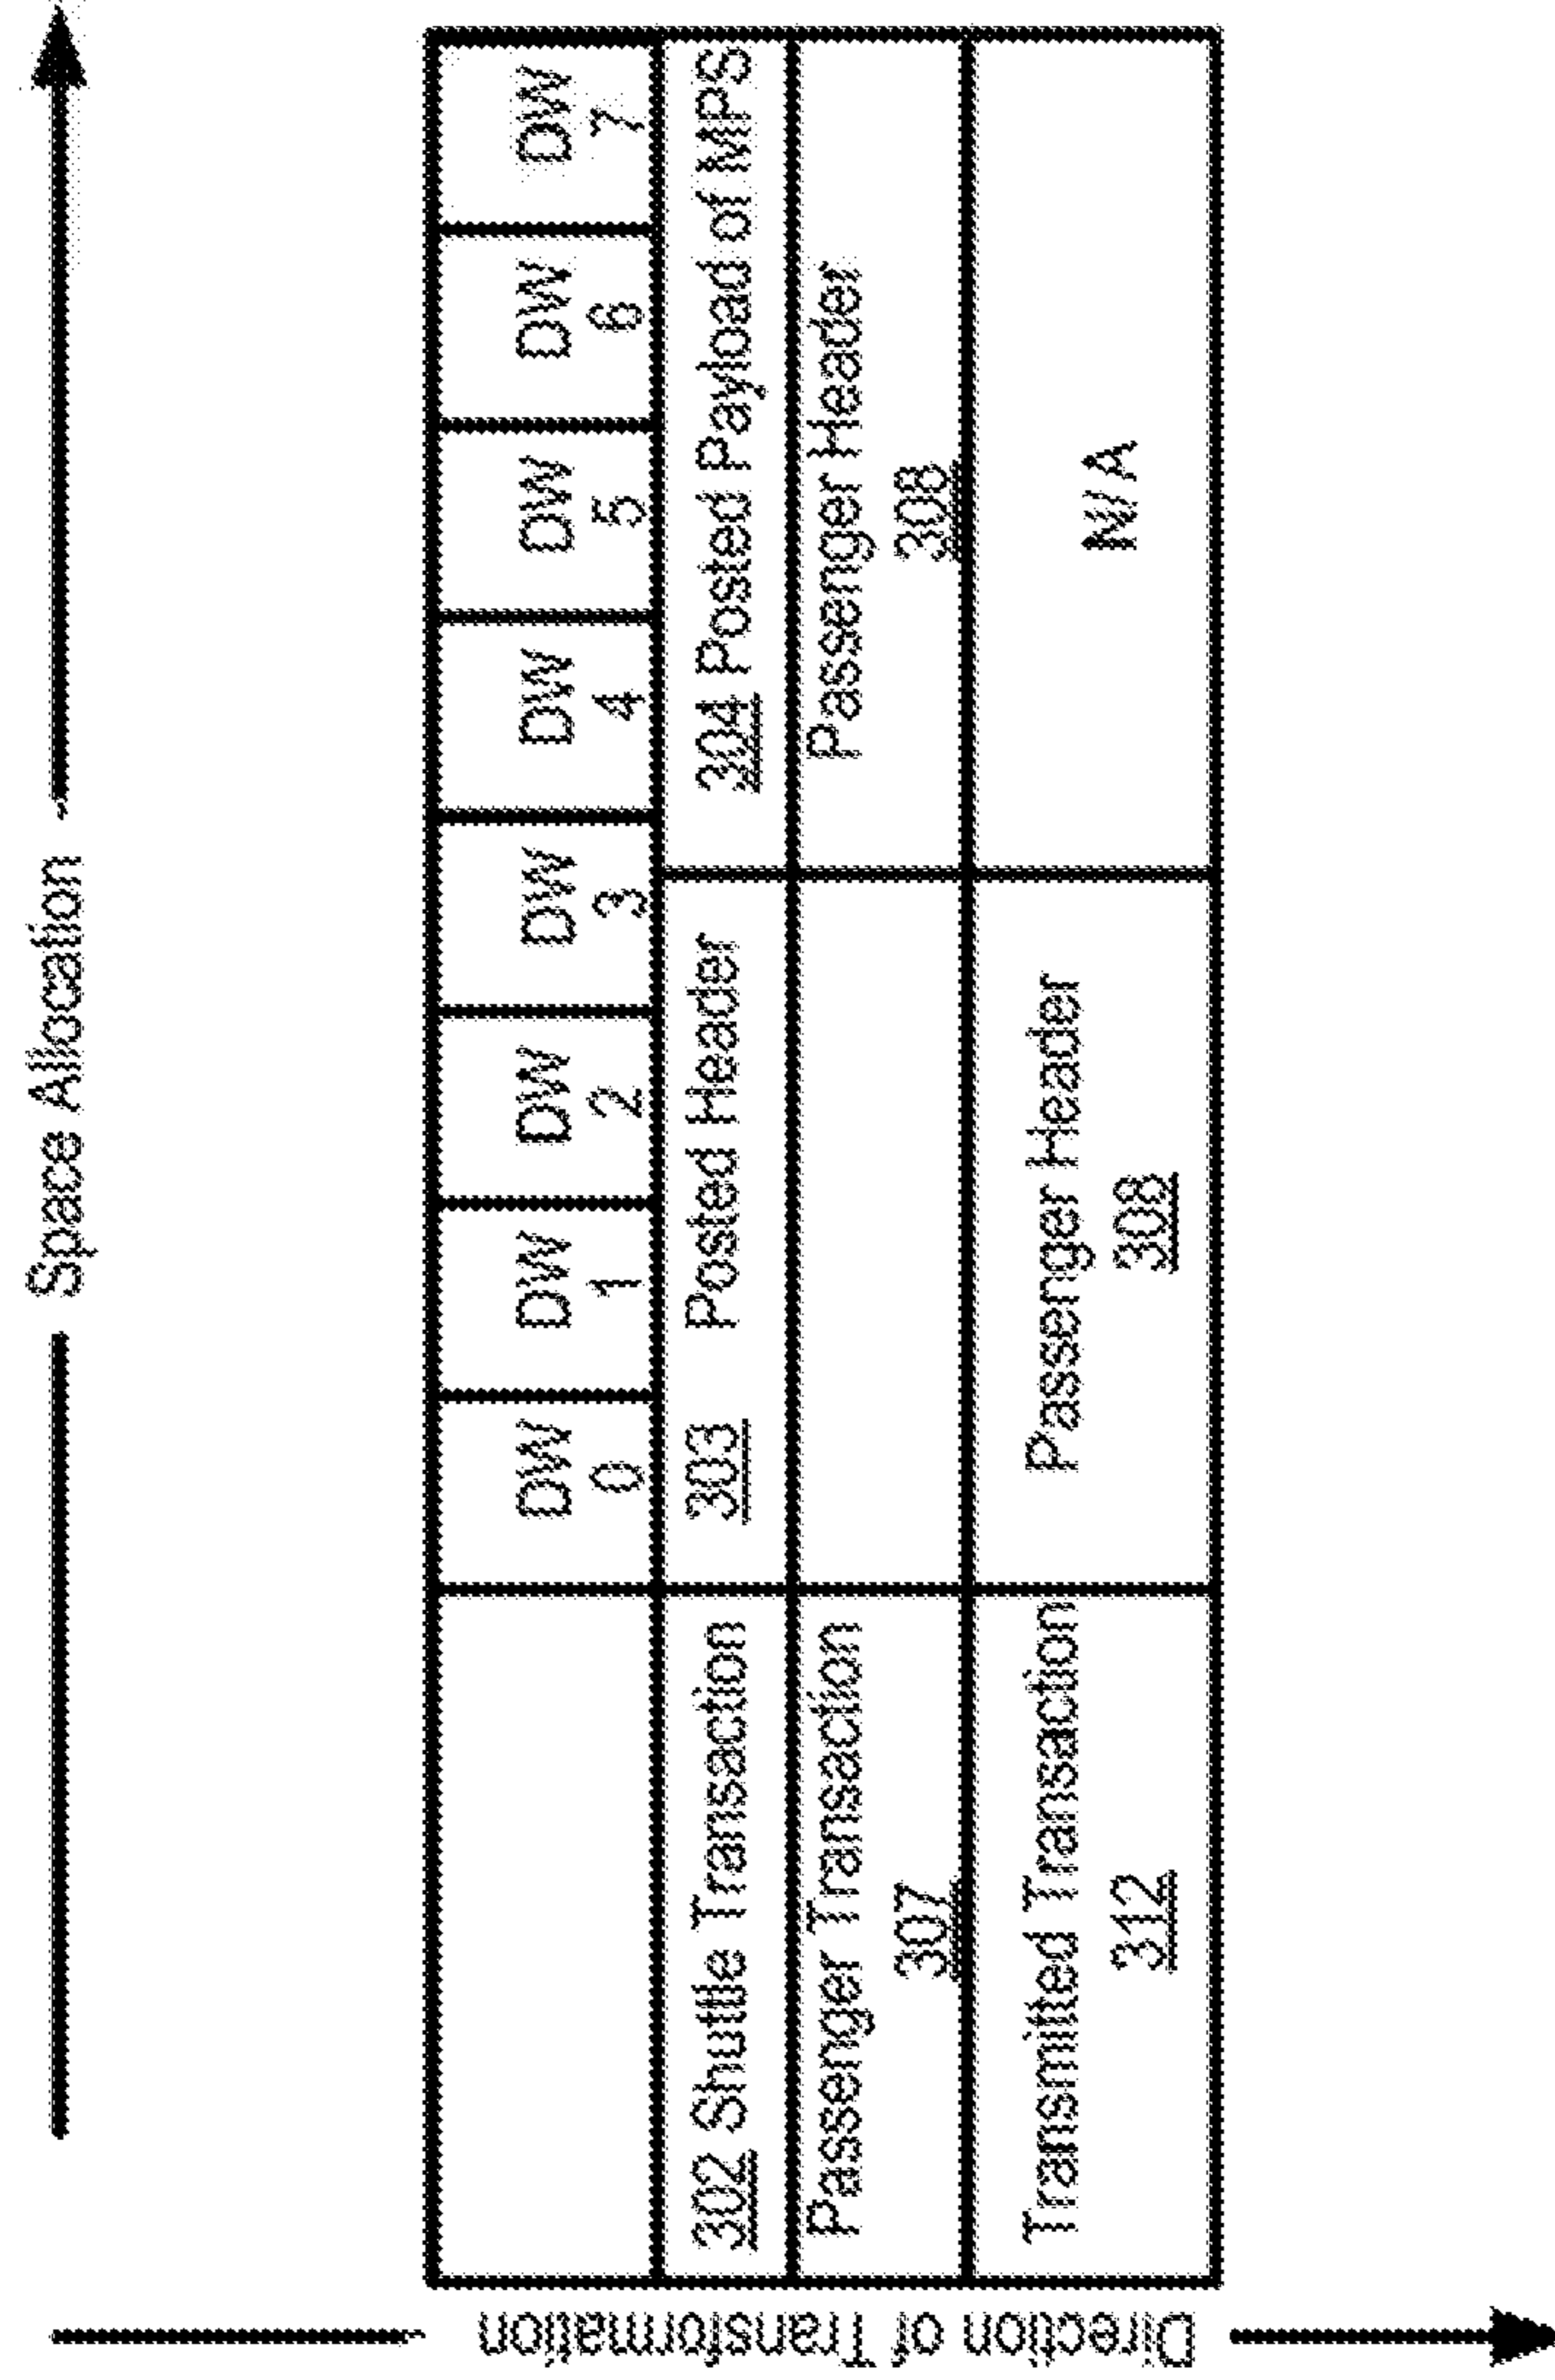 Space Allocation
Direction of Transformation
DW 0
DW 1
DW 2
DW 3
DW 4
DW 5
DW 6
DW 7
302 Shuttle Transaction
303 Posted Header
304 Posted Payload of MPS
Passenger Transaction
307
Passenger Header
308
Transmitted Transaction
312
Passenger Header
308
N/A